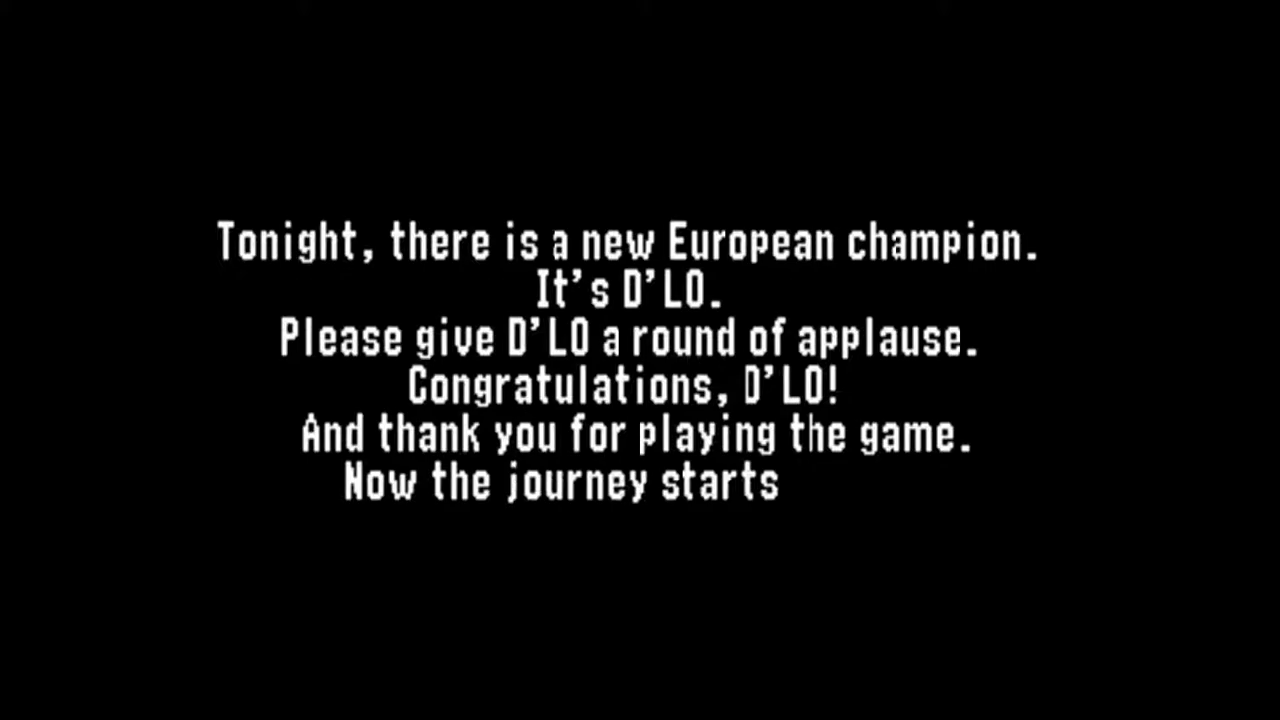 Tonight, there is a new European champion.
It's D'LO.
Please give D'LO a round of applause.
Congratulations, D'LO!
And thank you for playing the game.
Now the journey starts